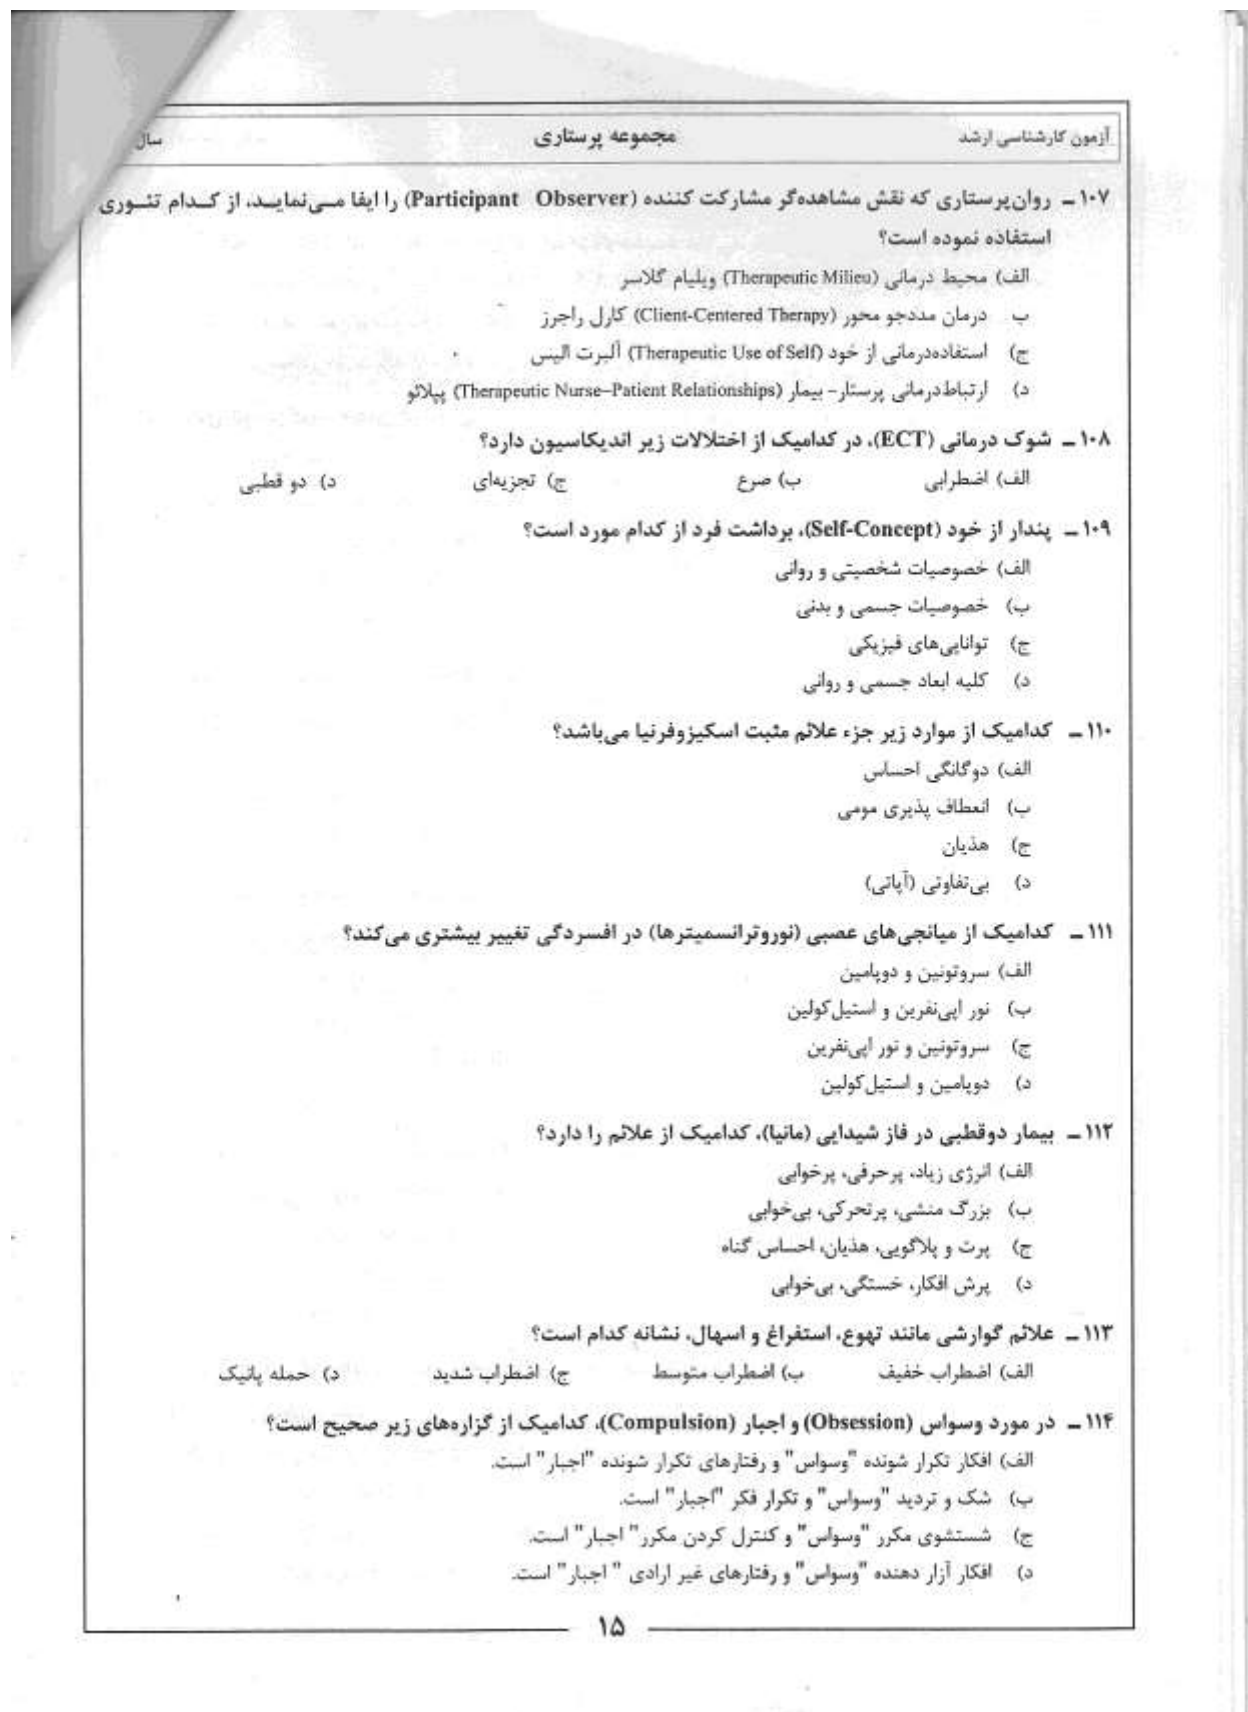 آزمون کارشناسی ارشد
مجموعه پرستاری
سال
۱۰۷ ـ روان‌پرستاری که نقش مشاهده‌گر مشارکت کننده (Participant Observer) را ایفا می‌نمایـد، از کدام تئـوری
استفاده نموده است؟
الف) محیط درمانی (Therapeutic Milieu) ویلیام گلاسر
ب درمان مددجو محور (Client-Centered Therapy) کارل راجرز
ج) استفاده‌درمانی از خود (Therapeutic Use of Self) آلبرت الیس
د) ارتباط‌درمانی پرستار- بیمار (Therapeutic Nurse–Patient Relationships) پپلائو
۱۰۸ ـ شوک درمانی (ECT)، در کدامیک از اختلالات زیر اندیکاسیون دارد؟
الف) اضطرابی ب) صرع ج) تجزیه‌ای د) دو قطبی
۱۰۹ ـ پندار از خود (Self-Concept)، برداشت فرد از کدام مورد است؟
الف) خصوصیات شخصیتی و روانی
ب) خصوصیات جسمی و بدنی
ج) توانایی‌های فیزیکی
د) کلیه ابعاد جسمی و روانی
۱۱۰ ـ کدامیک از موارد زیر جزء علائم مثبت اسکیزوفرنیا می‌باشد؟
الف) دوگانگی احساس
ب) انعطاف پذیری مومی
ج) هذیان
د) بی‌تفاوتی (آپاتی)
۱۱۱ ـ کدامیک از میانجی‌های عصبی (نوروترانسمیترها) در افسردگی تغییر بیشتری می‌کند؟
الف) سروتونین و دوپامین
ب) نور اپی‌نفرین و استیل‌کولین
ج) سروتونین و نور اپی‌نفرین
د) دوپامین و استیل‌کولین
۱۱۲ ـ بیمار دوقطبی در فاز شیدایی (مانیا)، کدامیک از علائم را دارد؟
الف) انرژی زیاد، پرحرفی، پرخوابی
ب) بزرگ منشی، پرتحرکی، بی‌خوابی
ج) پرت و پلاگویی، هذیان، احساس گناه
د) پرش افکار، خستگی، بی‌خوابی
۱۱۳ ـ علائم گوارشی مانند تهوع، استفراغ و اسهال، نشانه کدام است؟
الف) اضطراب خفیف ب) اضطراب متوسط ج) اضطراب شدید د) حمله پانیک
۱۱۴ ـ در مورد وسواس (Obsession) و اجبار (Compulsion)، کدامیک از گزاره‌های زیر صحیح است؟
الف) افکار تکرار شونده "وسواس" و رفتارهای تکرار شونده "اجبار" است.
ب) شک و تردید "وسواس" و تکرار فکر "اجبار" است.
ج) شستشوی مکرر "وسواس" و کنترل کردن مکرر" اجبار" است.
د) افکار آزار دهنده "وسواس" و رفتارهای غیر ارادی " اجبار" است.
۱۵